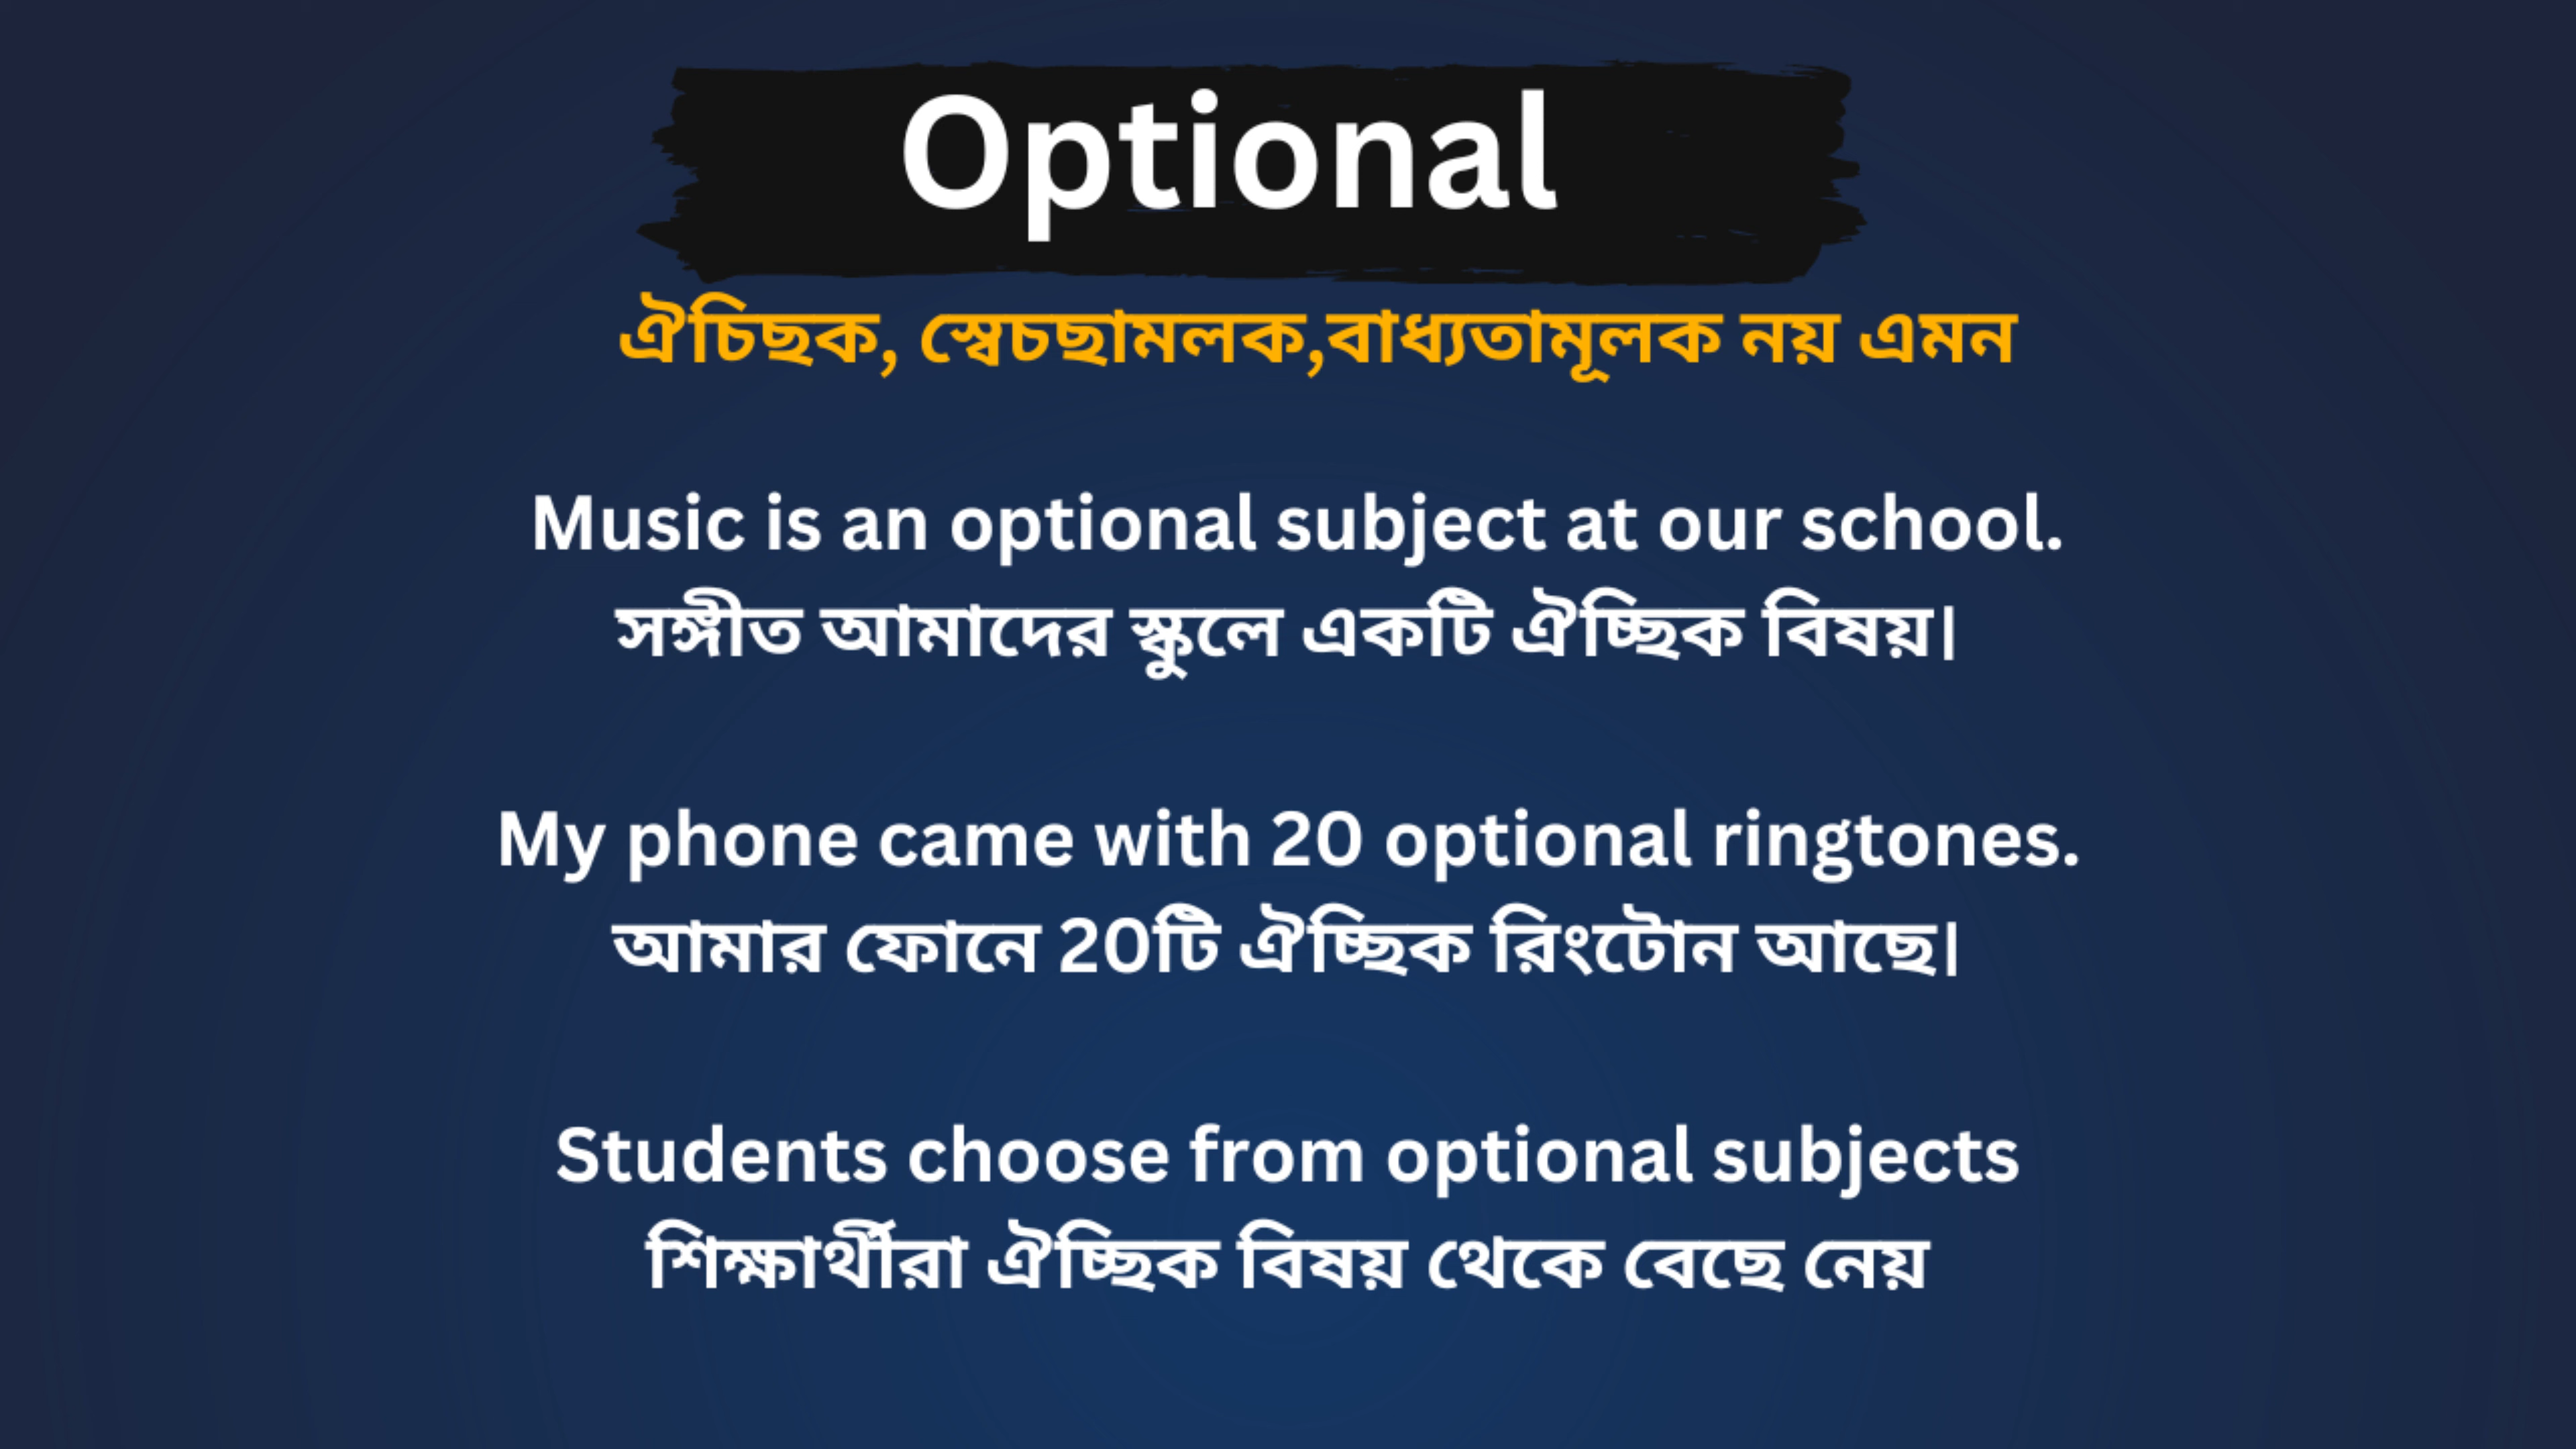 Optional
ঐচিছক, স্বেচছামলক,বাধ্যতামূলক নয় এমন
Music is an optional subject at our school.
সঙ্গীত আমাদের স্কুলে একটি ঐচ্ছিক বিষয়।
My phone came with 20 optional ringtones.
আমার ফোনে 20টি ঐচ্ছিক রিংটোন আছে।
Students choose from optional subjects
শিক্ষার্থীরা ঐচ্ছিক বিষয় থেকে বেছে নেয়